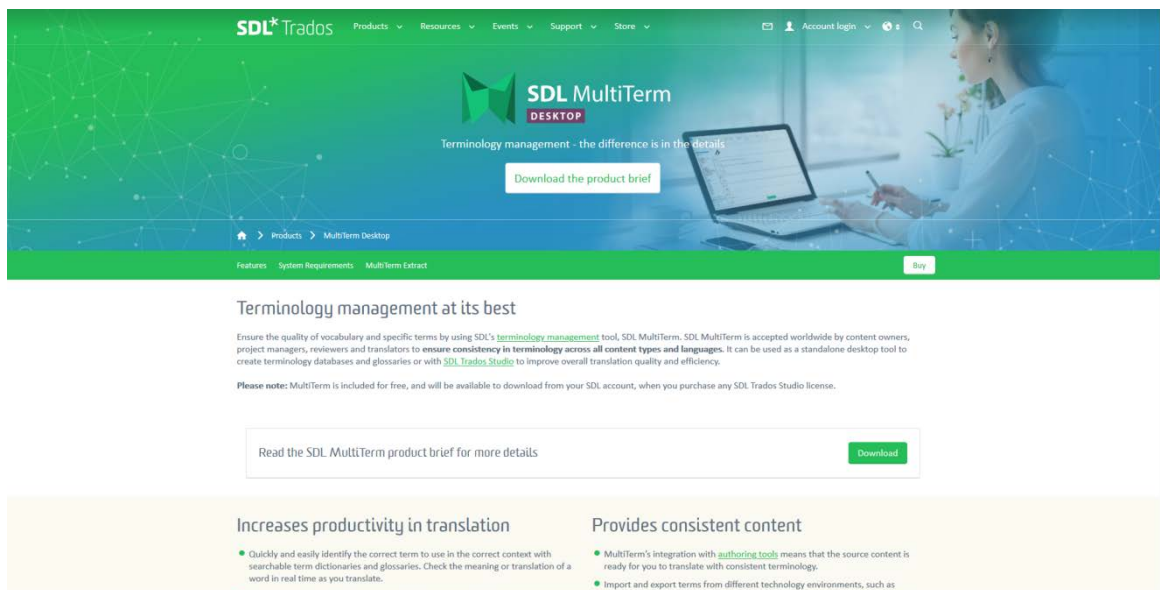 SDL* Trados Products Resources Events Support Store Account login
SDL MultiTerm
DESKTOP
Terminology management - the difference is in the details
Download the product brief
> Products > MultiTerm Desktop
Features System Requirements MultiTerm Extract Buy
Terminology management at its best
Ensure the quality of vocabulary and specific terms by using SDL's terminology management tool, SDL MultiTerm. SDL MultiTerm is accepted worldwide by content owners,
project managers, reviewers and translators to ensure consistency in terminology across all content types and languages. It can be used as a standalone desktop tool to
create terminology databases and glossaries or with SDL Trados Studio to improve overall translation quality and efficiency.
Please note: MultiTerm is included for free, and will be available to download from your SDL account, when you purchase any SDL Trados Studio license.
Read the SDL MultiTerm product brief for more details Download
Increases productivity in translation
Quickly and easily identify the correct term to use in the correct context with
searchable term dictionaries and glossaries. Check the meaning or translation of a
word in real time as you translate.
Provides consistent content
MultiTerm's integration with authoring tools means that the source content is
ready for you to translate with consistent terminology.
Import and export terms from different technology environments, such as